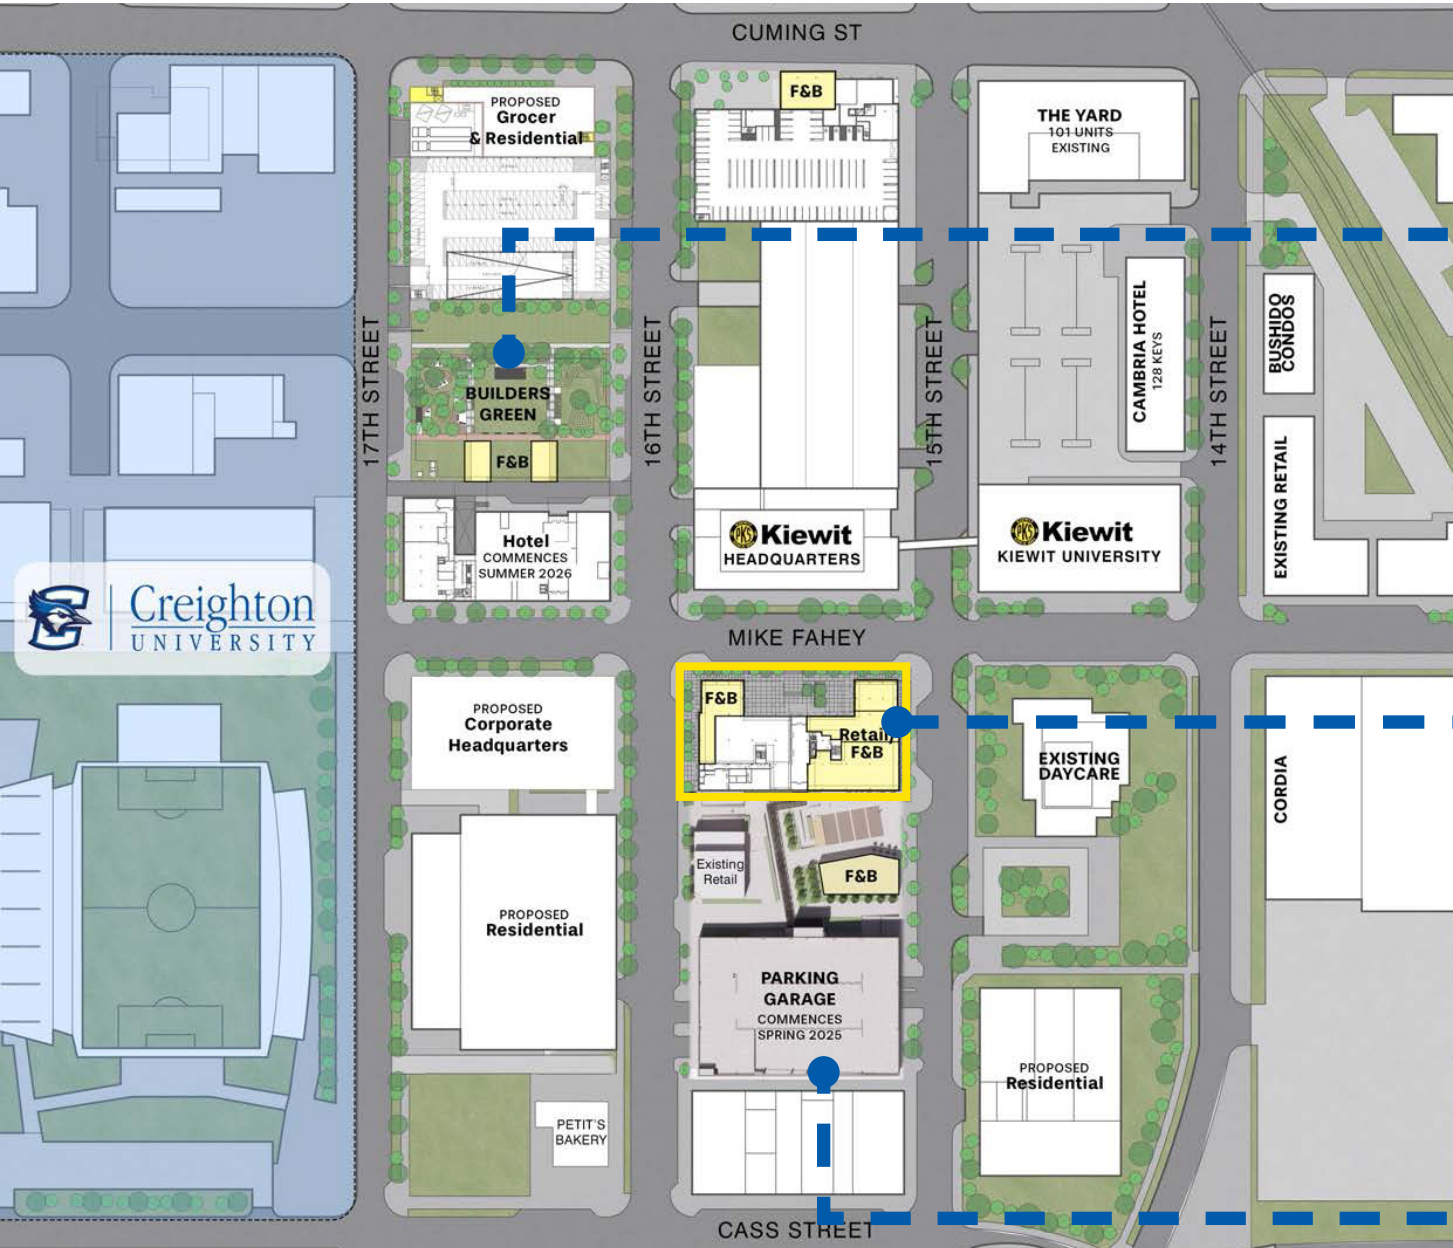 CUMING ST
PROPOSED
Grocer
& Residential
F&B
THE YARD
101 UNITS
EXISTING
17TH STREET
16TH STREET
15TH STREET
14TH STREET
CAMBRIA HOTEL
128 KEYS
BUSHIDO
CONDOS
BUILDERS
GREEN
F&B
EXISTING RETAIL
Hotel
COMMENCES
SUMMER 2026
PKS
Kiewit
HEADQUARTERS
PKS
Kiewit
KIEWIT UNIVERSITY
Creighton
UNIVERSITY
MIKE FAHEY
PROPOSED
Corporate
Headquarters
F&B
Retail/
F&B
EXISTING
DAYCARE
CORDIA
Existing
Retail
F&B
PROPOSED
Residential
PARKING
GARAGE
COMMENCES
SPRING 2025
PROPOSED
Residential
PETIT'S
BAKERY
CASS STREET